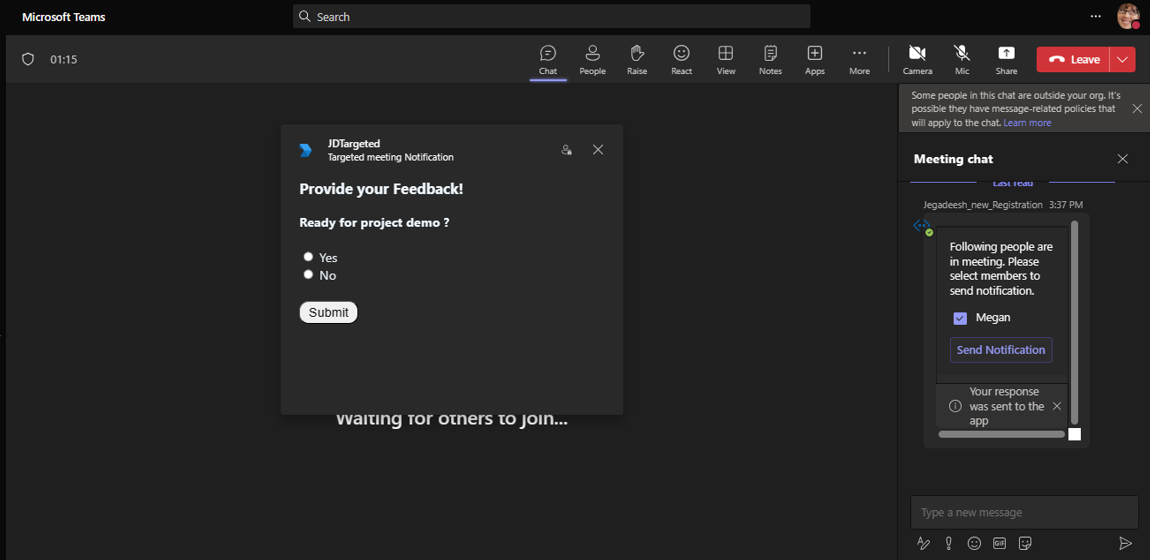 Microsoft Teams
Search
01:15
Chat
People
Raise
React
View
Notes
Apps
More
Camera
Mic
Share
Leave
Some people in this chat are outside your org. It's
possible they have message-related policies that
will apply to the chat. Learn more
JDTargeted
Targeted meeting Notification
Provide your Feedback!
Ready for project demo ?
Yes
No
Submit
Waiting for others to join...
Meeting chat
Last read
Jegadeesh_new_Registration 3:37 PM
Following people are
in meeting. Please
select members to
send notification.
Megan
Send Notification
Your response
was sent to the
app
Type a new message
GIF